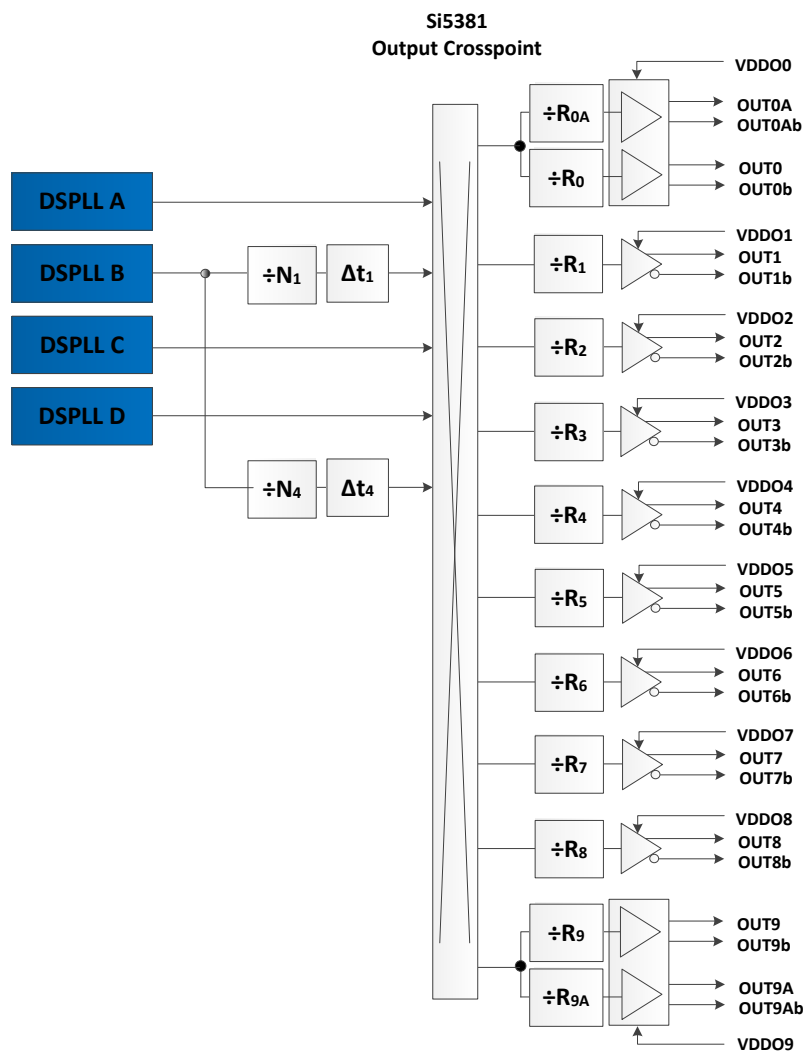 Si5381
Output Crosspoint
DSPLL A
DSPLL B
DSPLL C
DSPLL D
÷N1
Δt1
÷N4
Δt4
÷R0A
÷R0
÷R1
÷R2
÷R3
÷R4
÷R5
÷R6
÷R7
÷R8
÷R9
÷R9A
VDDO0
OUT0A
OUT0Ab
OUT0
OUT0b
VDDO1
OUT1
OUT1b
VDDO2
OUT2
OUT2b
VDDO3
OUT3
OUT3b
VDDO4
OUT4
OUT4b
VDDO5
OUT5
OUT5b
VDDO6
OUT6
OUT6b
VDDO7
OUT7
OUT7b
VDDO8
OUT8
OUT8b
OUT9
OUT9b
OUT9A
OUT9Ab
VDDO9